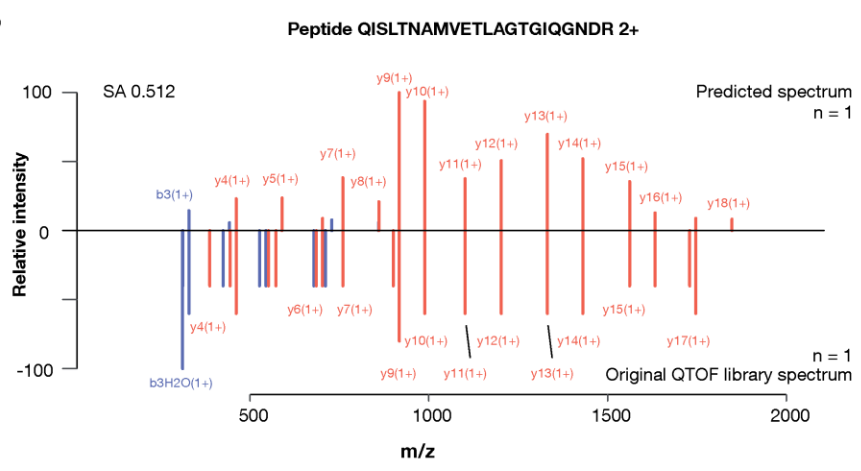 Peptide QISLTNAMVETLAGTGIQGNDR 2+
SA 0.512
Predicted spectrum
n = 1
Relative intensity
100
0
-100
b3(1+)
y4(1+)
y5(1+)
y7(1+)
y8(1+)
y9(1+)
y10(1+)
y11(1+)
y12(1+)
y13(1+)
y14(1+)
y15(1+)
y16(1+)
y18(1+)
b3H2O(1+)
y4(1+)
y6(1+)
y7(1+)
y9(1+)
y10(1+)
y11(1+)
y12(1+)
y13(1+)
y14(1+)
y15(1+)
y17(1+)
n = 1
Original QTOF library spectrum
500
1000
1500
2000
m/z